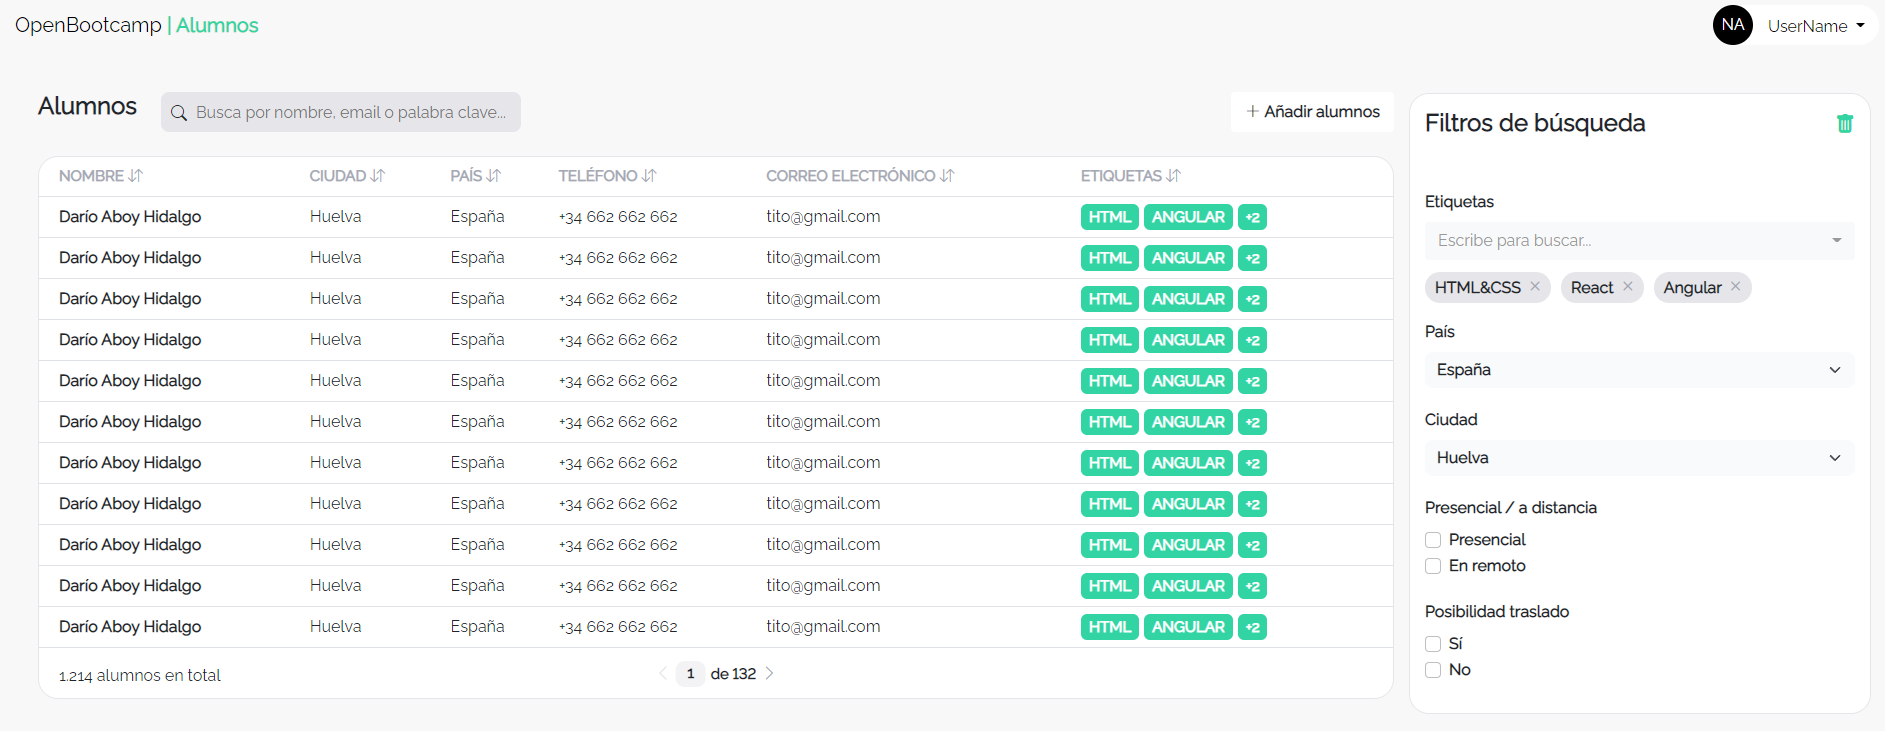 OpenBootcamp | Alumnos
NA UserName
Alumnos
Busca por nombre, email o palabra clave...
+ Añadir alumnos
NOMBRE CIUDAD PAÍS TELÉFONO CORREO ELECTRÓNICO ETIQUETAS
Darío Aboy Hidalgo Huelva España +34 662 662 662 tito@gmail.com HTML ANGULAR +2
Darío Aboy Hidalgo Huelva España +34 662 662 662 tito@gmail.com HTML ANGULAR +2
Darío Aboy Hidalgo Huelva España +34 662 662 662 tito@gmail.com HTML ANGULAR +2
Darío Aboy Hidalgo Huelva España +34 662 662 662 tito@gmail.com HTML ANGULAR +2
Darío Aboy Hidalgo Huelva España +34 662 662 662 tito@gmail.com HTML ANGULAR +2
Darío Aboy Hidalgo Huelva España +34 662 662 662 tito@gmail.com HTML ANGULAR +2
Darío Aboy Hidalgo Huelva España +34 662 662 662 tito@gmail.com HTML ANGULAR +2
Darío Aboy Hidalgo Huelva España +34 662 662 662 tito@gmail.com HTML ANGULAR +2
Darío Aboy Hidalgo Huelva España +34 662 662 662 tito@gmail.com HTML ANGULAR +2
Darío Aboy Hidalgo Huelva España +34 662 662 662 tito@gmail.com HTML ANGULAR +2
Darío Aboy Hidalgo Huelva España +34 662 662 662 tito@gmail.com HTML ANGULAR +2
1.214 alumnos en total
1 de 132
Filtros de búsqueda
Etiquetas
Escribe para buscar...
HTML&CSS React Angular
País
España
Ciudad
Huelva
Presencial / a distancia
Presencial
En remoto
Posibilidad traslado
Sí
No